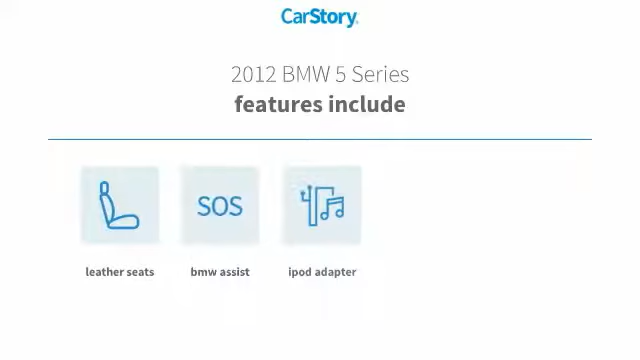 CarStory
2012 BMW 5 Series
features include
SOS
leather seats
bmw assist
ipod adapter